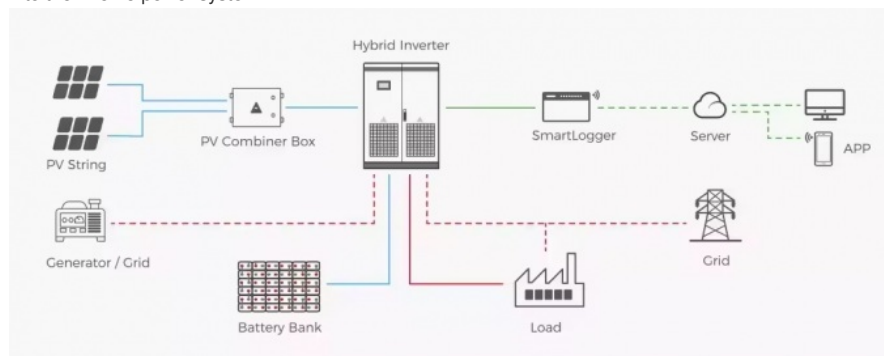 Hybrid Inverter
PV String
PV Combiner Box
SmartLogger
Server
APP
Generator / Grid
Battery Bank
Load
Grid